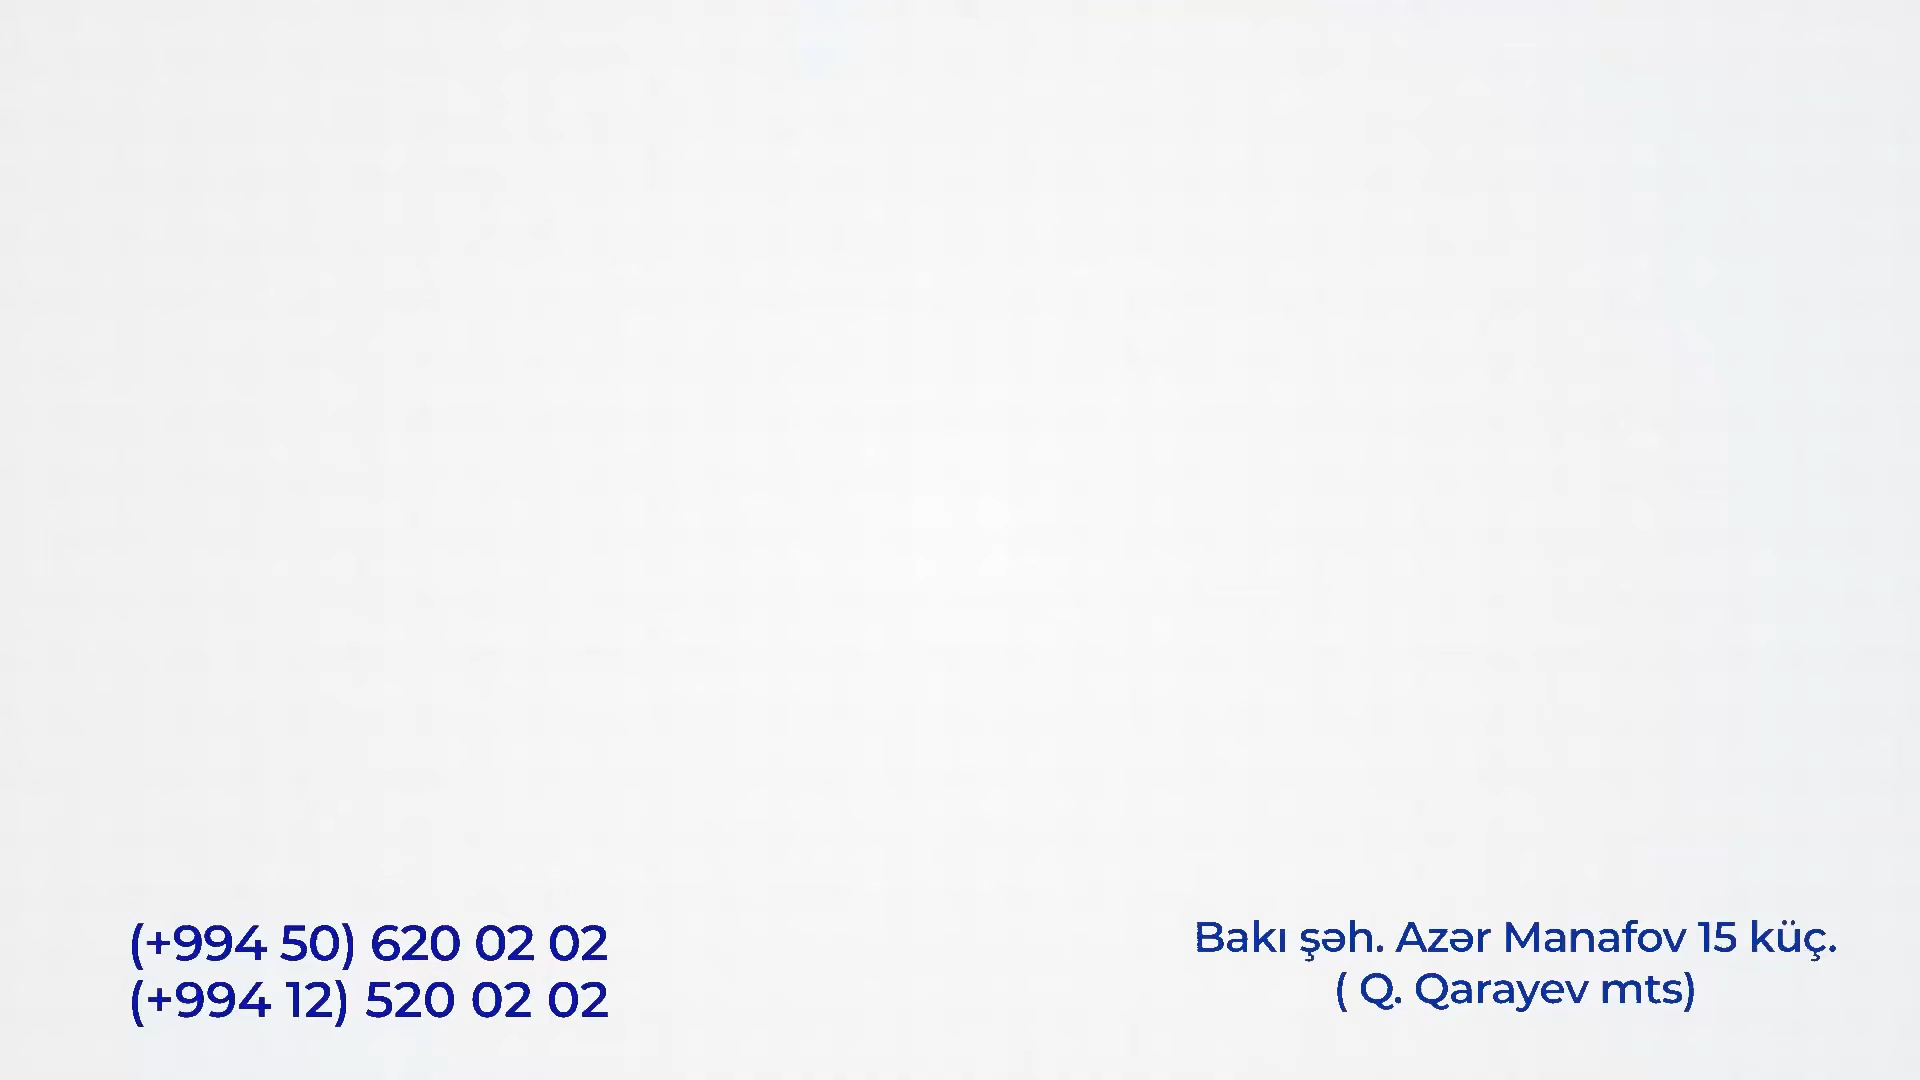 (+994 50) 620 02 02
(+994 12) 520 02 02
Bakı şəh. Azər Manafov 15 küç.
( Q. Qarayev mts)